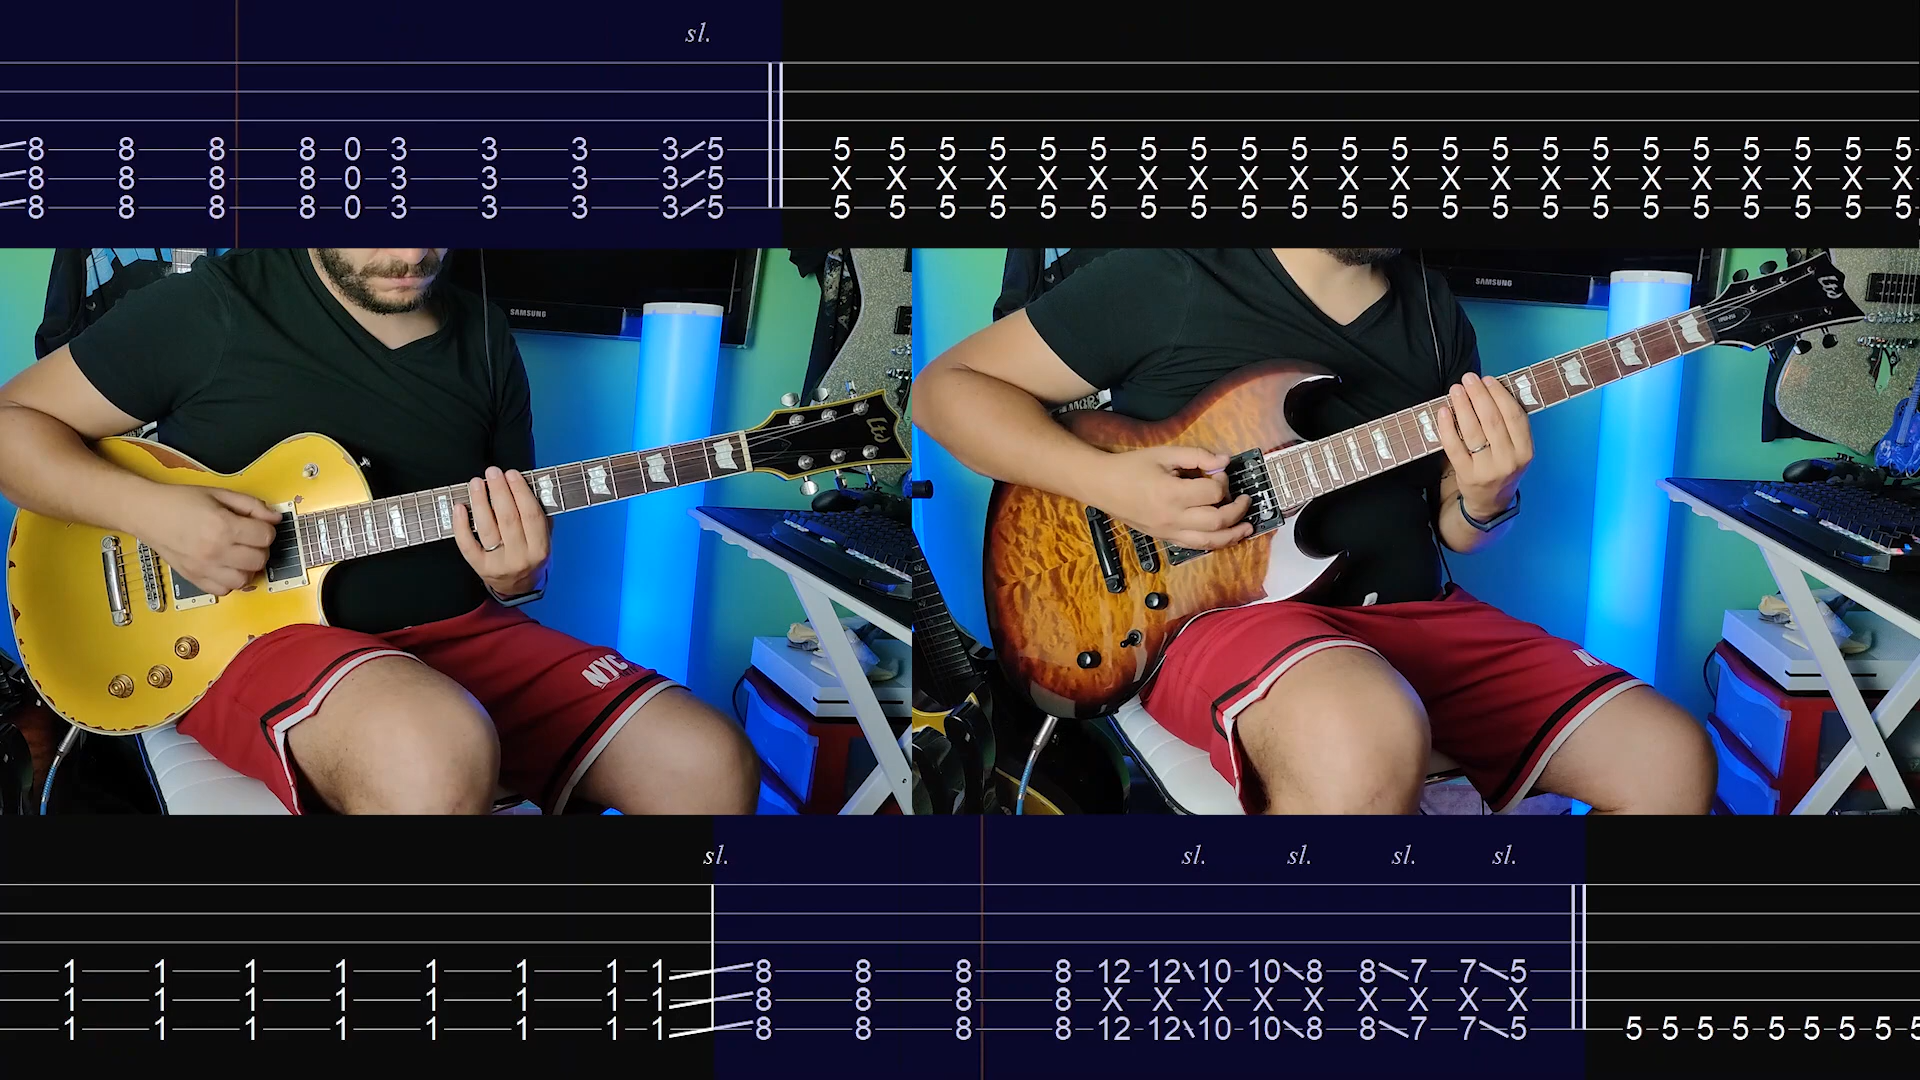 sl.
8 8 8 8 0 3 3 3 3 5 5 5 5 5 5 5 5 5 5 5 5 5 5 5 5 5 5 5 5 5 5 5 5
8 8 8 8 0 3 3 3 3 5 X X X X X X X X X X X X X X X X X X X X X X
8 8 8 8 0 3 3 3 3 5 5 5 5 5 5 5 5 5 5 5 5 5 5 5 5 5 5 5 5 5 5 5 5
SAMSUNG
SAMSUNG
Ltd
Ltd
NYC
sl. sl. sl. sl. sl.
1 1 1 1 1 1 1 1 8 8 8 8 12 12 10 10 8 8 7 7 5
1 1 1 1 1 1 1 1 8 8 8 8 X X X X X X X X X
1 1 1 1 1 1 1 1 8 8 8 8 12 12 10 10 8 8 7 7 5 5 5 5 5 5 5 5 5 5